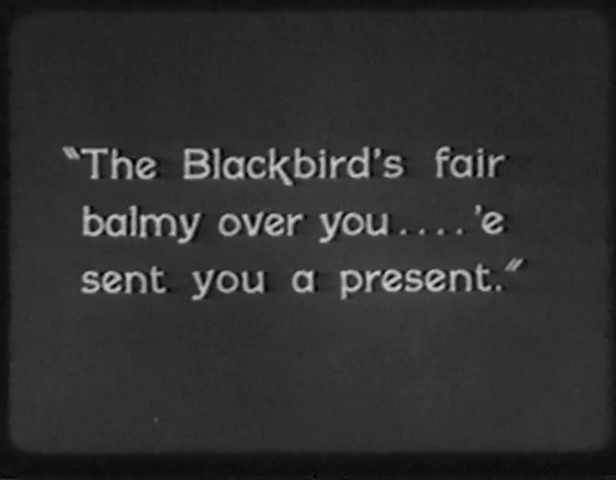 "The Blackbird's fair
balmy over you....'e
sent you a present."